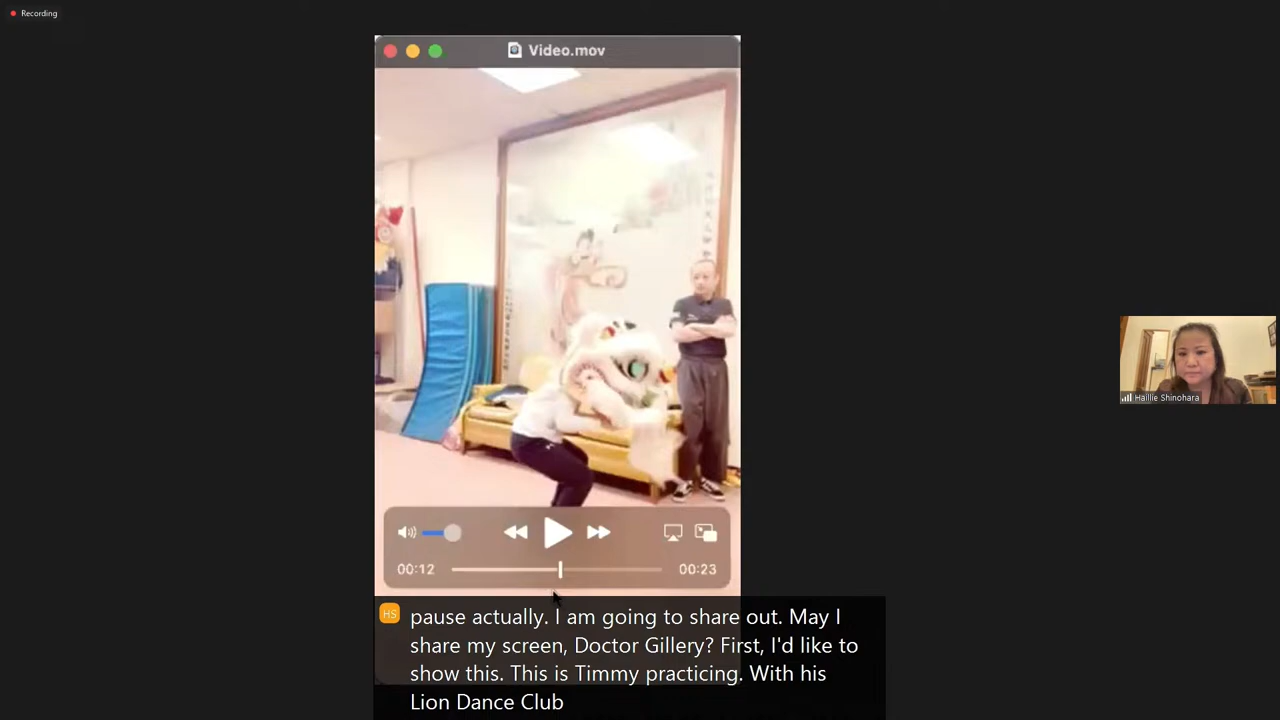 Recording
Video.mov
00:12
00:23
Haillie Shinohara
HS
pause actually. I am going to share out. May I
share my screen, Doctor Gillery? First, I'd like to
show this. This is Timmy practicing. With his
Lion Dance Club